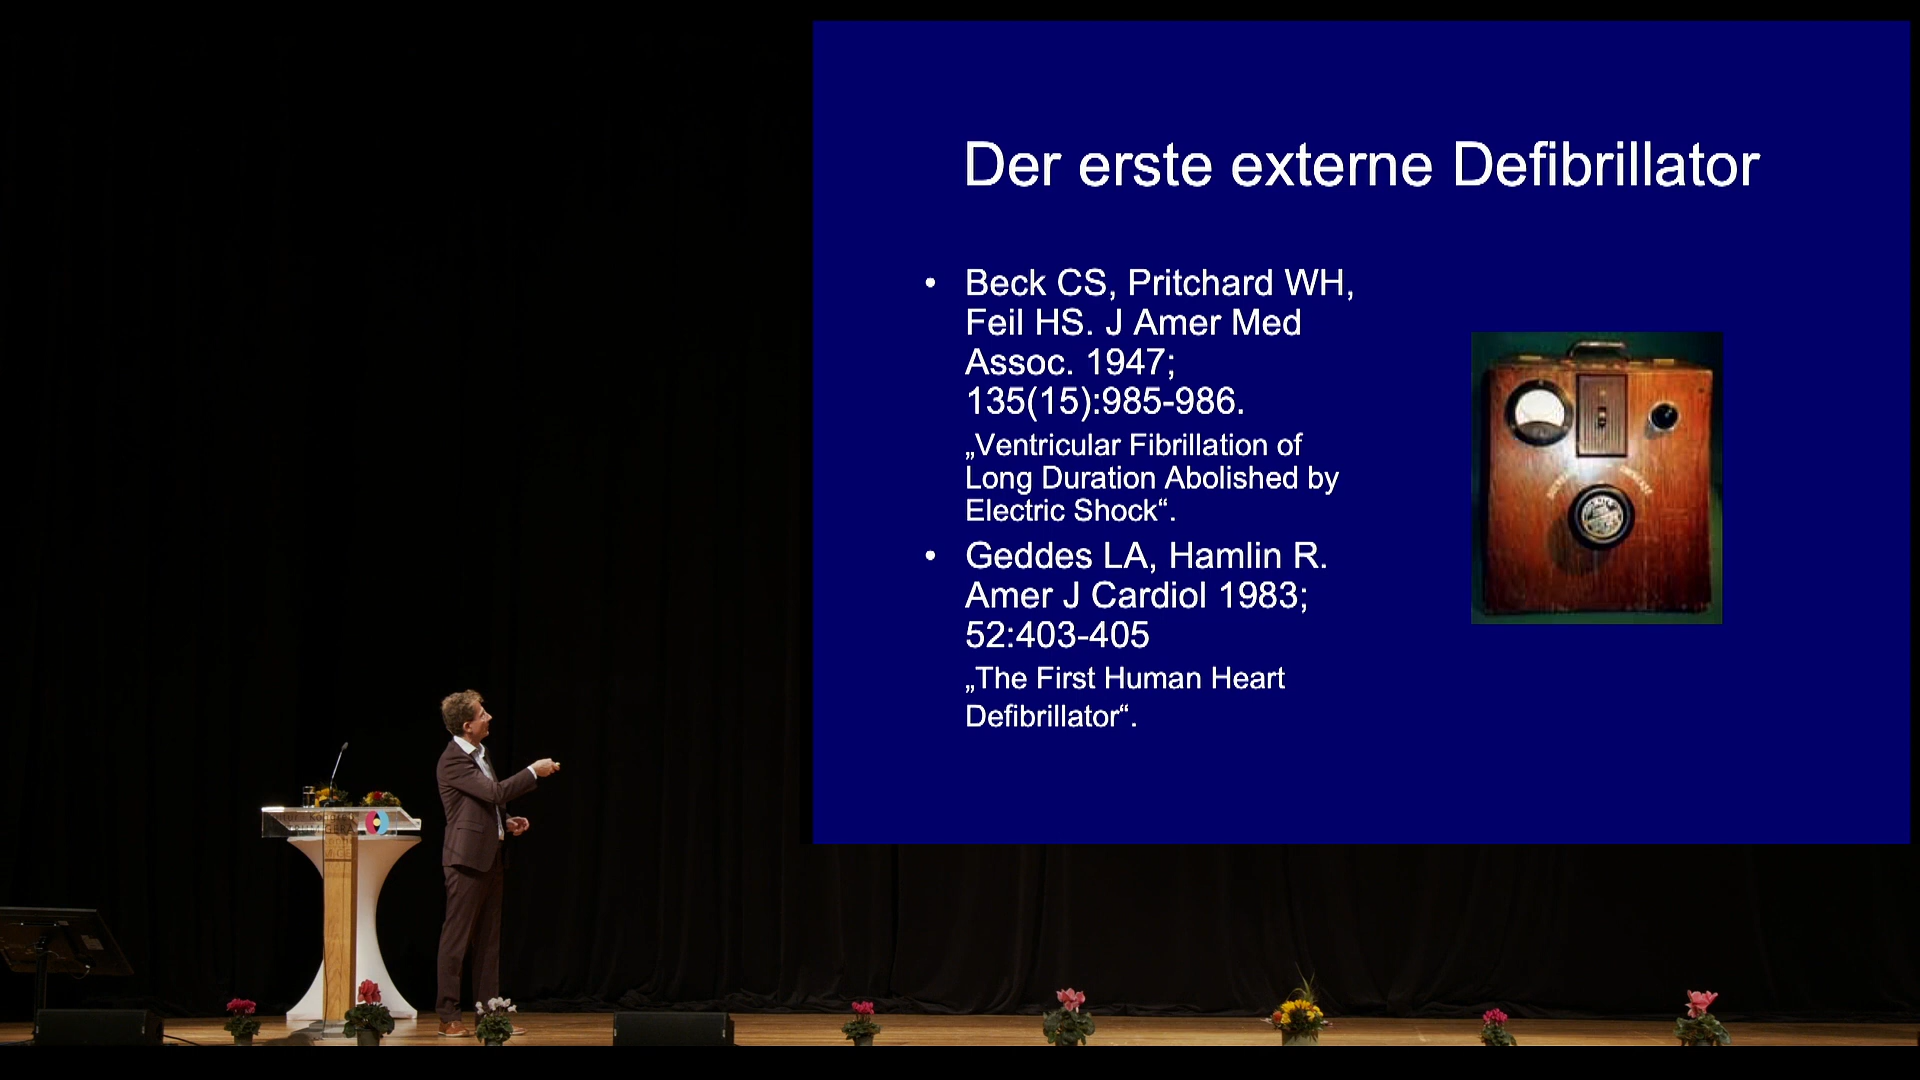 Der erste externe Defibrillator
• Beck CS, Pritchard WH,
Feil HS. J Amer Med
Assoc. 1947;
135(15):985-986.
„Ventricular Fibrillation of
Long Duration Abolished by
Electric Shock“.
• Geddes LA, Hamlin R.
Amer J Cardiol 1983;
52:403-405
„The First Human Heart
Defibrillator“.